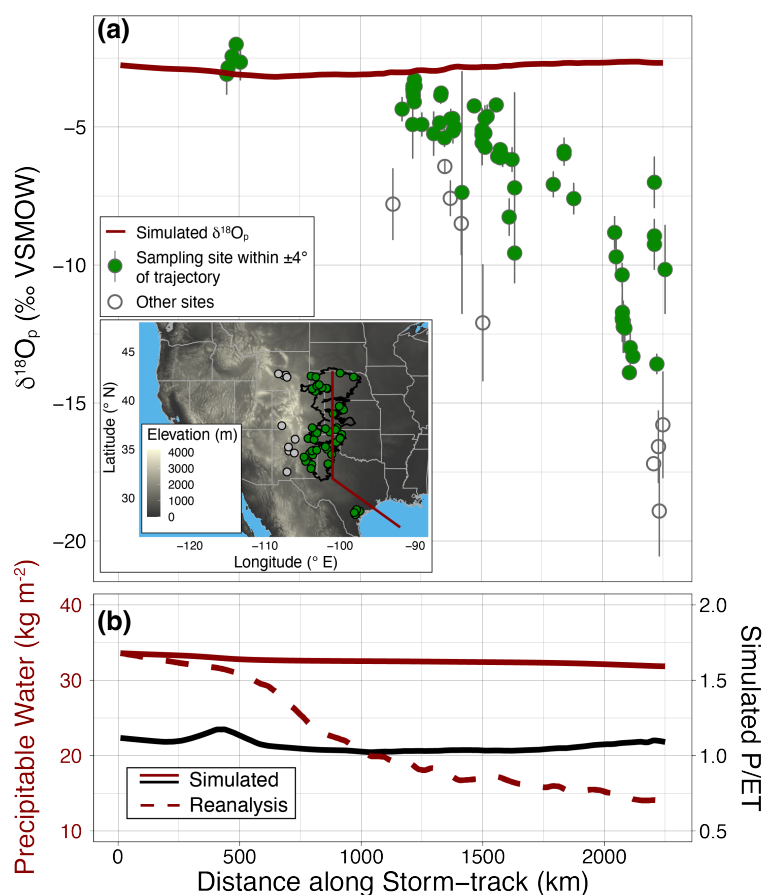 (a)
−5
−10
−15
−20
δ18Op (‰ VSMOW)
Simulated δ18Op
Sampling site within ±4°
of trajectory
Other sites
45
40
35
30
Latitude (° N)
Elevation (m)
4000
3000
2000
1000
0
−120
−110
−100
−90
Longitude (° E)
(b)
40
30
20
10
Precipitable Water (kg m-2)
2.0
1.5
1.0
0.5
Simulated P/ET
Simulated
Reanalysis
0
500
1000
1500
2000
Distance along Storm−track (km)